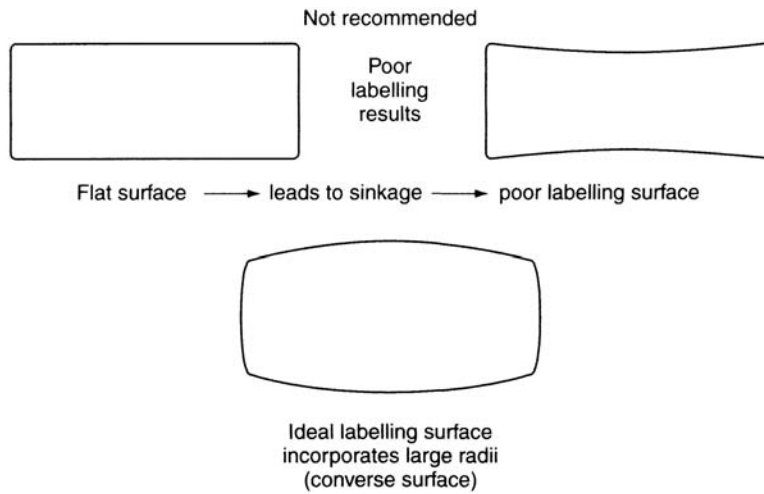 Not recommended
Poor
labelling
results
Flat surface → leads to sinkage → poor labelling surface
Ideal labelling surface
incorporates large radii
(converse surface)